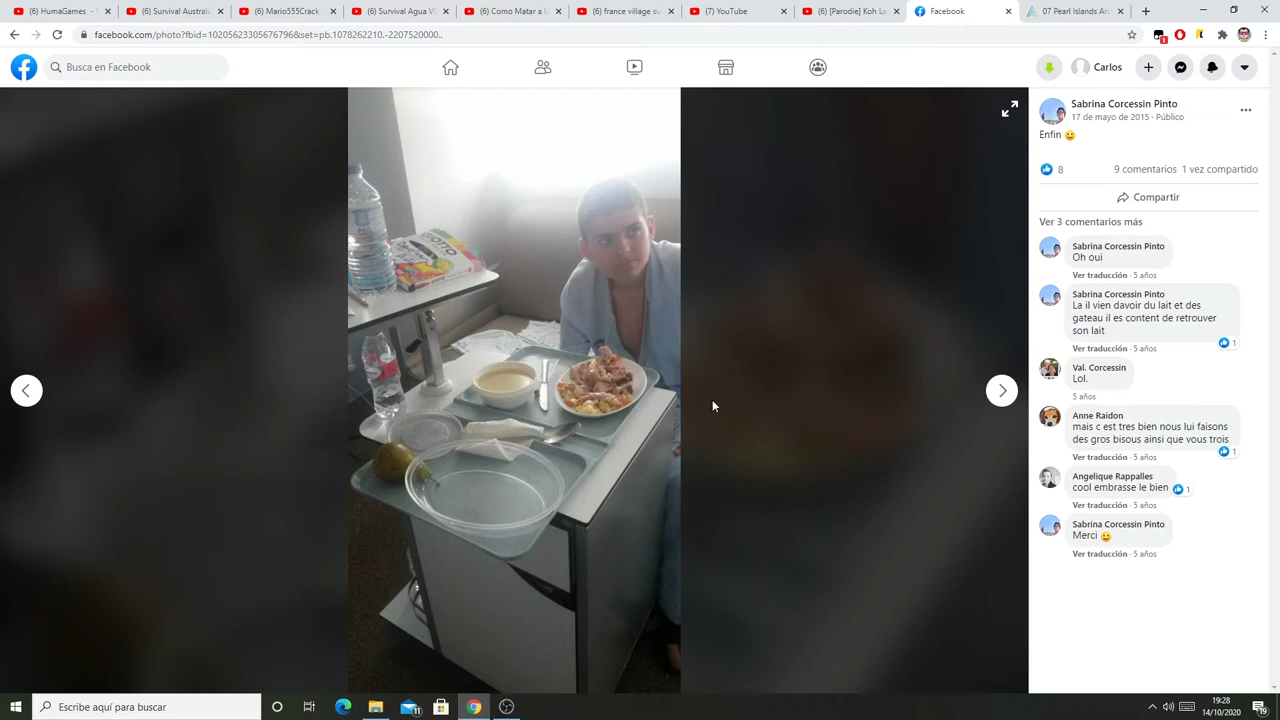 (6) HumaGames - Y
(6) Survival Austral
(6) Mario555Crack
(6) Survival Agua V
(6) Como Matar a U
(6) france village su
(7) YouTube
(6) [Parodie] Koh La
Facebook
07 Pearl Islands Arc
facebook.com/photo?fbid=10205623305676796&set=pb.1078262210.-2207520000..
Busca en Facebook
Carlos
Sabrina Corcessin Pinto
17 de mayo de 2015 · Público
Enfin
8
9 comentarios 1 vez compartido
Compartir
Ver 3 comentarios más
Sabrina Corcessin Pinto
Oh oui
Ver traducción · 5 años
Sabrina Corcessin Pinto
La il vien davoir du lait et des
gateau il es content de retrouver
son lait
1
Ver traducción · 5 años
Val. Corcessin
Lol.
5 años
Anne Raidon
mais c est tres bien nous lui faisons
des gros bisous ainsi que vous trois
1
Ver traducción · 5 años
Angelique Rappalles
cool embrasse le bien
1
Ver traducción · 5 años
Sabrina Corcessin Pinto
Merci
Ver traducción · 5 años
GIOTTO
Escribe aquí para buscar
11
19:28
14/10/2020
19